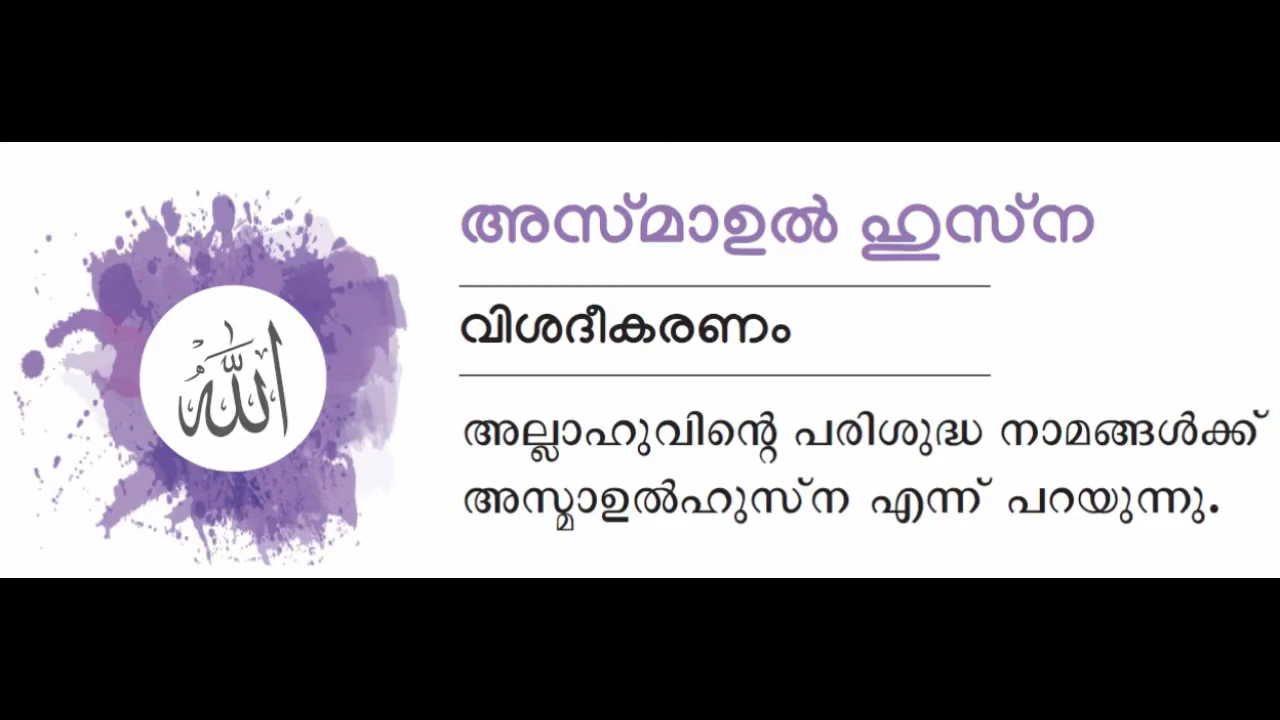 الله
അസ്മാഉൽ ഹുസ്ന
വിശദീകരണം
അല്ലാഹുവിന്റെ പരിശുദ്ധ നാമങ്ങൾക്ക്
അസ്മാഉൽഹുസ്ന എന്ന് പറയുന്നു.